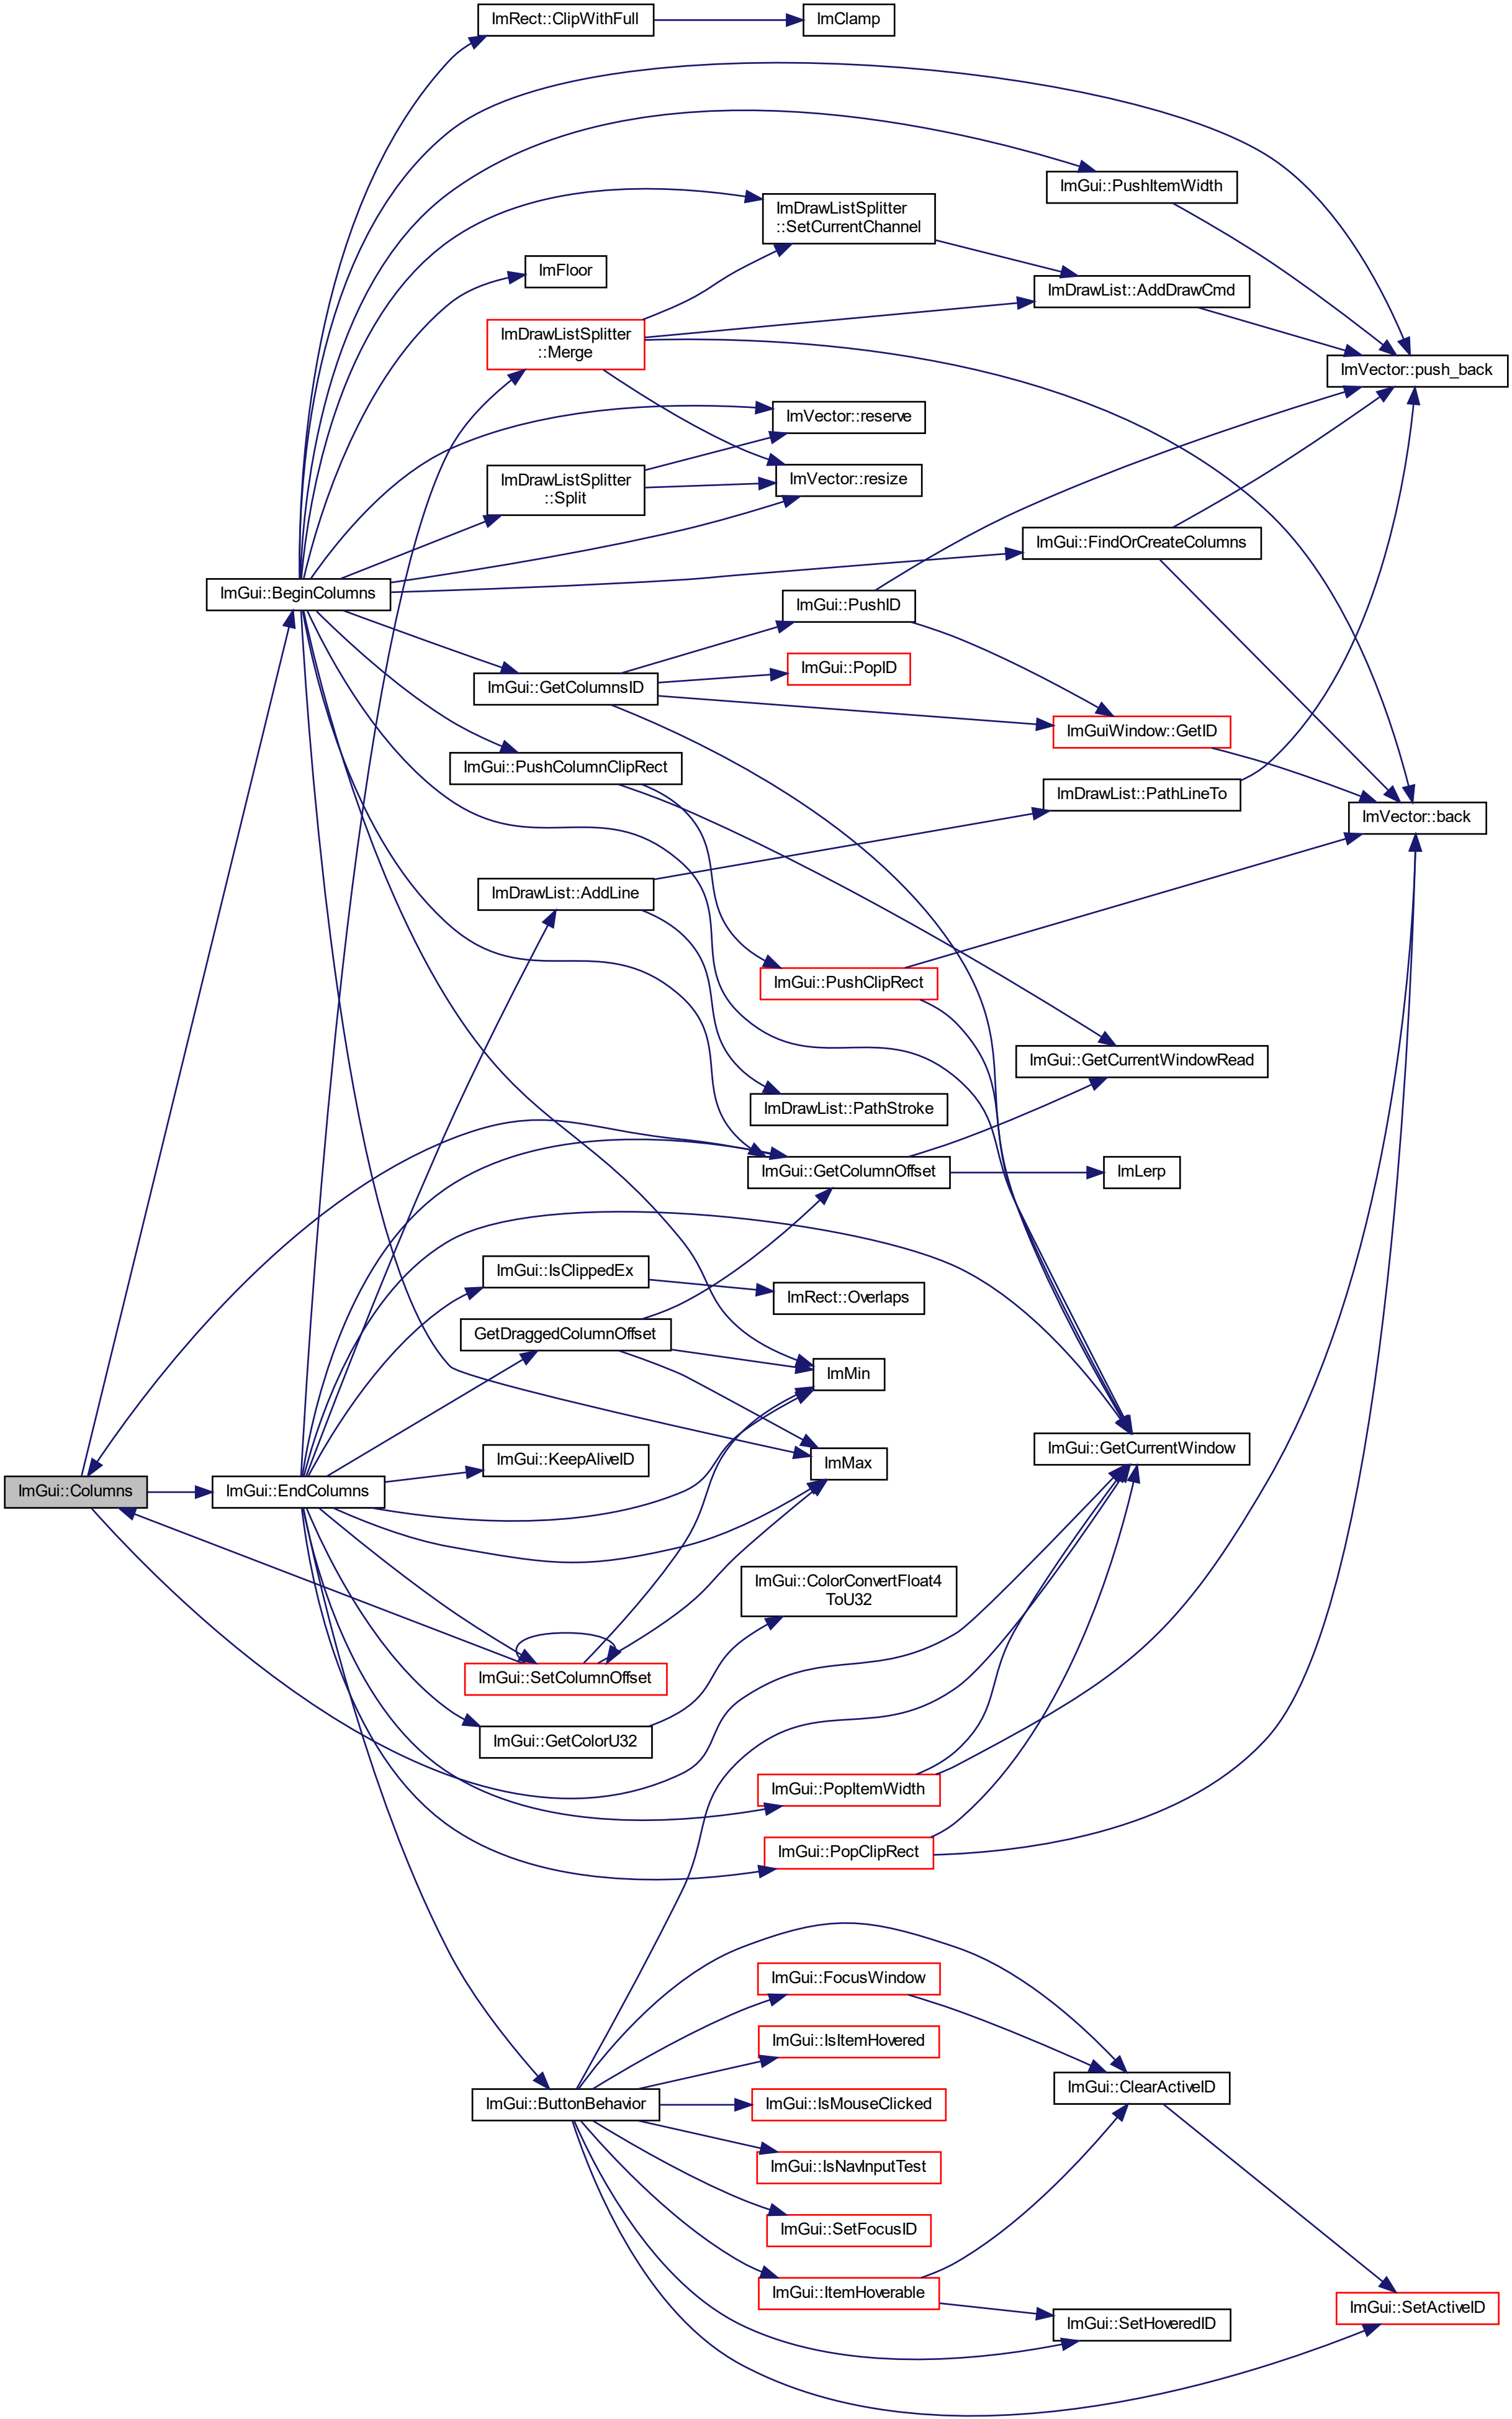 ImRect::ClipWithFull
ImClamp
ImGui::PushItemWidth
ImDrawListSplitter
::SetCurrentChannel
ImFloor
ImDrawList::AddDrawCmd
ImDrawListSplitter
::Merge
ImVector::push_back
ImVector::reserve
ImDrawListSplitter
::Split
ImVector::resize
ImGui::FindOrCreateColumns
ImGui::BeginColumns
ImGui::PushID
ImGui::PopID
ImGui::GetColumnsID
ImGuiWindow::GetID
ImGui::PushColumnClipRect
ImDrawList::PathLineTo
ImVector::back
ImDrawList::AddLine
ImGui::PushClipRect
ImGui::GetCurrentWindowRead
ImDrawList::PathStroke
ImGui::GetColumnOffset
ImLerp
ImGui::IsClippedEx
ImRect::Overlaps
GetDraggedColumnOffset
ImMin
ImGui::GetCurrentWindow
ImGui::KeepAliveID
ImMax
ImGui::Columns
ImGui::EndColumns
ImGui::ColorConvertFloat4
ToU32
ImGui::SetColumnOffset
ImGui::GetColorU32
ImGui::PopItemWidth
ImGui::PopClipRect
ImGui::FocusWindow
ImGui::IsItemHovered
ImGui::ClearActiveID
ImGui::ButtonBehavior
ImGui::IsMouseClicked
ImGui::IsNavInputTest
ImGui::SetFocusID
ImGui::ItemHoverable
ImGui::SetHoveredID
ImGui::SetActiveID